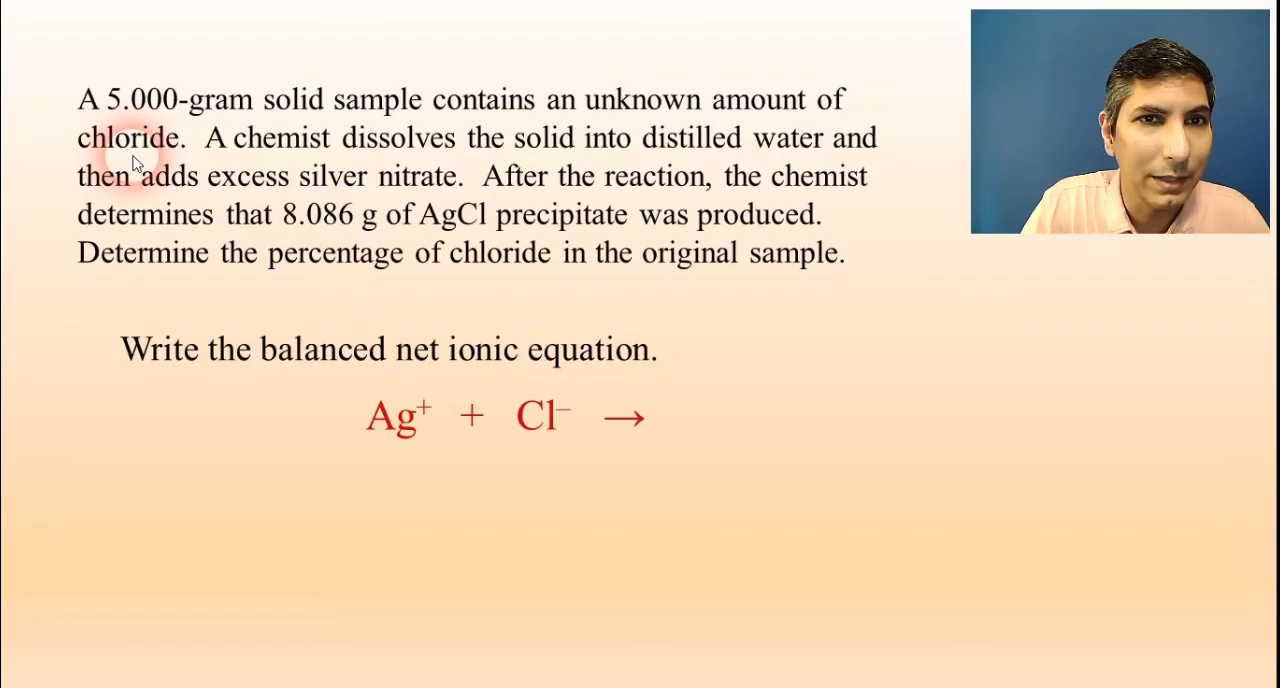 A 5.000-gram solid sample contains an unknown amount of
chloride. A chemist dissolves the solid into distilled water and
then adds excess silver nitrate. After the reaction, the chemist
determines that 8.086 g of AgCl precipitate was produced.
Determine the percentage of chloride in the original sample.
Write the balanced net ionic equation.
Ag⁺ + Cl⁻ →